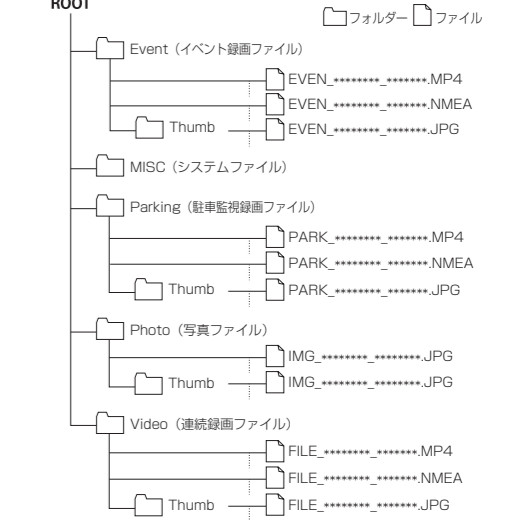 ROOT
フォルダー ファイル
Event（イベント録画ファイル）
EVEN_********_*******.MP4
EVEN_********_*******.NMEA
Thumb EVEN_********_*******.JPG
MISC（システムファイル）
Parking（駐車監視録画ファイル）
PARK_********_*******.MP4
PARK_********_*******.NMEA
Thumb PARK_********_*******.JPG
Photo（写真ファイル）
IMG_********_*******.JPG
Thumb IMG_********_*******.JPG
Video（連続録画ファイル）
FILE_********_*******.MP4
FILE_********_*******.NMEA
Thumb FILE_********_*******.JPG